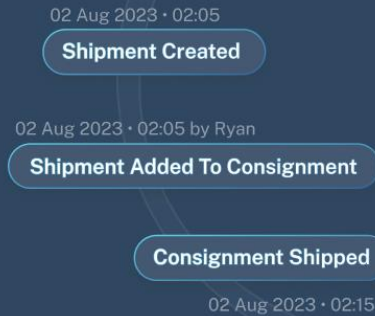 02 Aug 2023 • 02:05
Shipment Created
02 Aug 2023 • 02:05 by Ryan
Shipment Added To Consignment
Consignment Shipped
02 Aug 2023 • 02:15